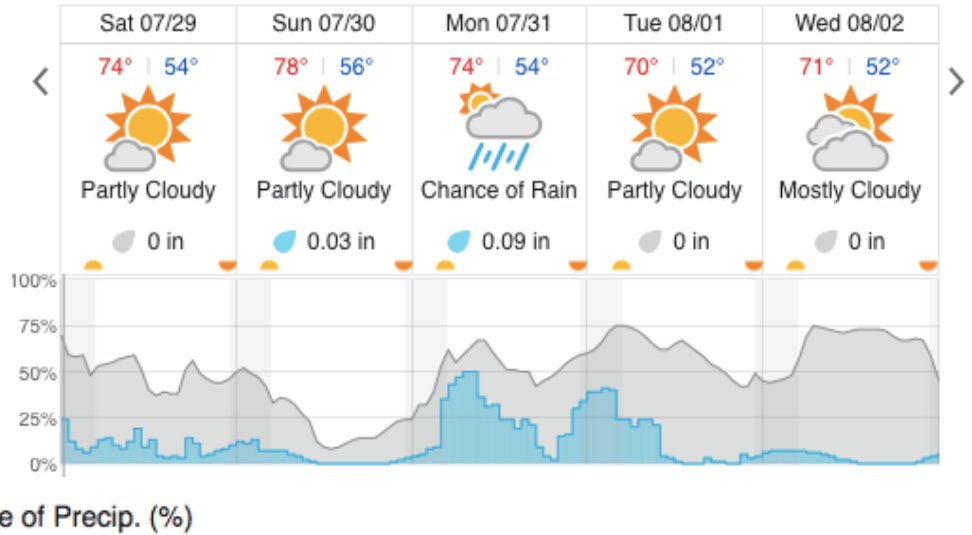 Sat 07/29 Sun 07/30 Mon 07/31 Tue 08/01 Wed 08/02
74° | 54° 78° | 56° 74° | 54° 70° | 52° 71° | 52°
Partly Cloudy Partly Cloudy Chance of Rain Partly Cloudy Mostly Cloudy
0 in 0.03 in 0.09 in 0 in 0 in
100%
75%
50%
25%
0%
e of Precip. (%)